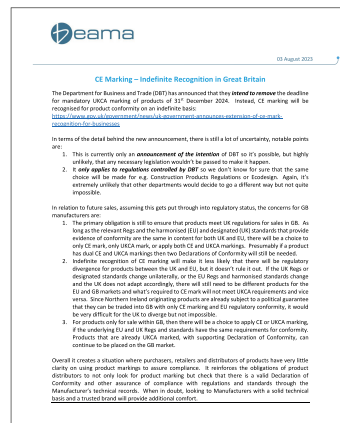 beama
03 August 2023
CE Marking – Indefinite Recognition in Great Britain
The Department for Business and Trade (DBT) has announced that they intend to remove the deadline
for mandatory UKCA marking of products of 31st December 2024. Instead, CE marking will be
recognised for product conformity on an indefinite basis:
https://www.gov.uk/government/news/uk-government-announces-extension-of-ce-mark-
recognition-for-businesses
In terms of the detail behind the new announcement, there is still a lot of uncertainty, notable points
are:
1. This is currently only an announcement of the intention of DBT so it's possible, but highly
unlikely, that any necessary legislation wouldn't be passed to make it happen.
2. It only applies to regulations controlled by DBT so we don't know for sure that the same
choice will be made for e.g. Construction Products Regulations or Ecodesign. Again, it's
extremely unlikely that other departments would decide to go a different way but not quite
impossible.
In relation to future sales, assuming this gets put through into regulatory status, the concerns for GB
manufacturers are:
1. The primary obligation is still to ensure that products meet UK regulations for sales in GB. As
long as the relevant Regs and the harmonised (EU) and designated (UK) standards that provide
evidence of conformity are the same in content for both UK and EU, there will be a choice to
only CE mark, only UKCA mark, or apply both CE and UKCA markings. Presumably if a product
has dual CE and UKCA markings then two Declarations of Conformity will still be needed.
2. Indefinite recognition of CE marking will make it less likely that there will be regulatory
divergence for products between the UK and EU, but it doesn't rule it out. If the UK Regs or
designated standards change unilaterally, or the EU Regs and harmonised standards change
and the UK does not adapt accordingly, there will still need to be different products for the
EU and GB markets and what's required to CE mark will not meet UKCA requirements and vice
versa. Since Northern Ireland originating products are already subject to a political guarantee
that they can be traded into GB with only CE marking and EU regulatory conformity, it would
be very difficult for the UK to diverge but not impossible.
3. For products only for sale within GB, then there will be a choice to apply CE or UKCA marking,
if the underlying EU and UK Regs and standards have the same requirements for conformity.
Products that are already UKCA marked, with supporting Declaration of Conformity, can
continue to be placed on the GB market.
Overall it creates a situation where purchasers, retailers and distributors of products have very little
clarity on using product markings to assure compliance. It reinforces the obligations of product
distributors to not only look for product marking but check that there is a valid Declaration of
Conformity and other assurance of compliance with regulations and standards through the
Manufacturer's technical records. When in doubt, looking to Manufacturers with a solid technical
basis and a trusted brand will provide additional comfort.